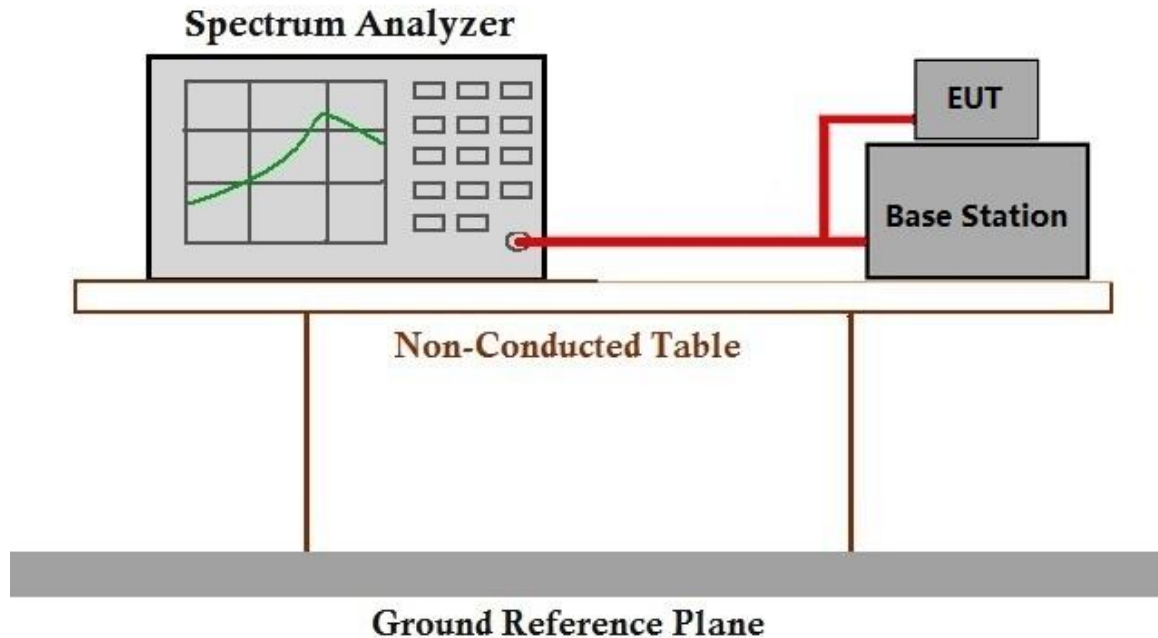 Spectrum Analyzer
EUT
Base Station
Non-Conducted Table
Ground Reference Plane